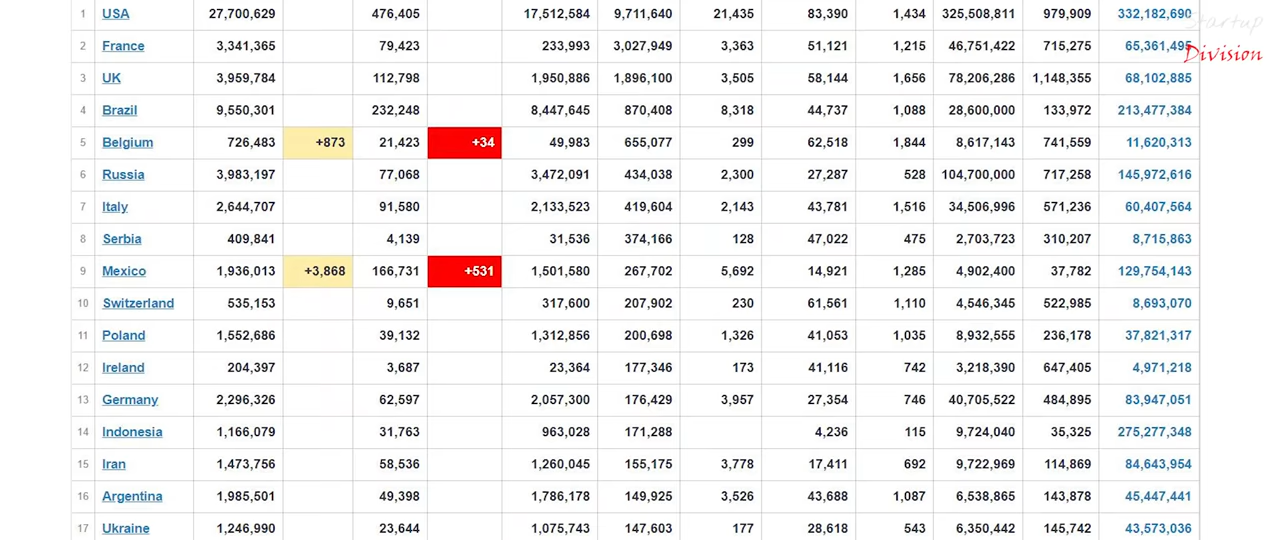 1 USA 27,700,629 476,405 17,512,584 9,711,640 21,435 83,390 1,434 325,508,811 979,909 332,182,690
Startup
2 France 3,341,365 79,423 233,993 3,027,949 3,363 51,121 1,215 46,751,422 715,275 65,361,495
Division
3 UK 3,959,784 112,798 1,950,886 1,896,100 3,505 58,144 1,656 78,206,286 1,148,355 68,102,885
4 Brazil 9,550,301 232,248 8,447,645 870,408 8,318 44,737 1,088 28,600,000 133,972 213,477,384
5 Belgium 726,483 +873 21,423 +34 49,983 655,077 299 62,518 1,844 8,617,143 741,559 11,620,313
6 Russia 3,983,197 77,068 3,472,091 434,038 2,300 27,287 528 104,700,000 717,258 145,972,616
7 Italy 2,644,707 91,580 2,133,523 419,604 2,143 43,781 1,516 34,506,996 571,236 60,407,564
8 Serbia 409,841 4,139 31,536 374,166 128 47,022 475 2,703,723 310,207 8,715,863
9 Mexico 1,936,013 +3,868 166,731 +531 1,501,580 267,702 5,692 14,921 1,285 4,902,400 37,782 129,754,143
10 Switzerland 535,153 9,651 317,600 207,902 230 61,561 1,110 4,546,345 522,985 8,693,070
11 Poland 1,552,686 39,132 1,312,856 200,698 1,326 41,053 1,035 8,932,555 236,178 37,821,317
12 Ireland 204,397 3,687 23,364 177,346 173 41,116 742 3,218,390 647,405 4,971,218
13 Germany 2,296,326 62,597 2,057,300 176,429 3,957 27,354 746 40,705,522 484,895 83,947,051
14 Indonesia 1,166,079 31,763 963,028 171,288 4,236 115 9,724,040 35,325 275,277,348
15 Iran 1,473,756 58,536 1,260,045 155,175 3,778 17,411 692 9,722,969 114,869 84,643,954
16 Argentina 1,985,501 49,398 1,786,178 149,925 3,526 43,688 1,087 6,538,865 143,878 45,447,441
17 Ukraine 1,246,990 23,644 1,075,743 147,603 177 28,618 543 6,350,442 145,742 43,573,036